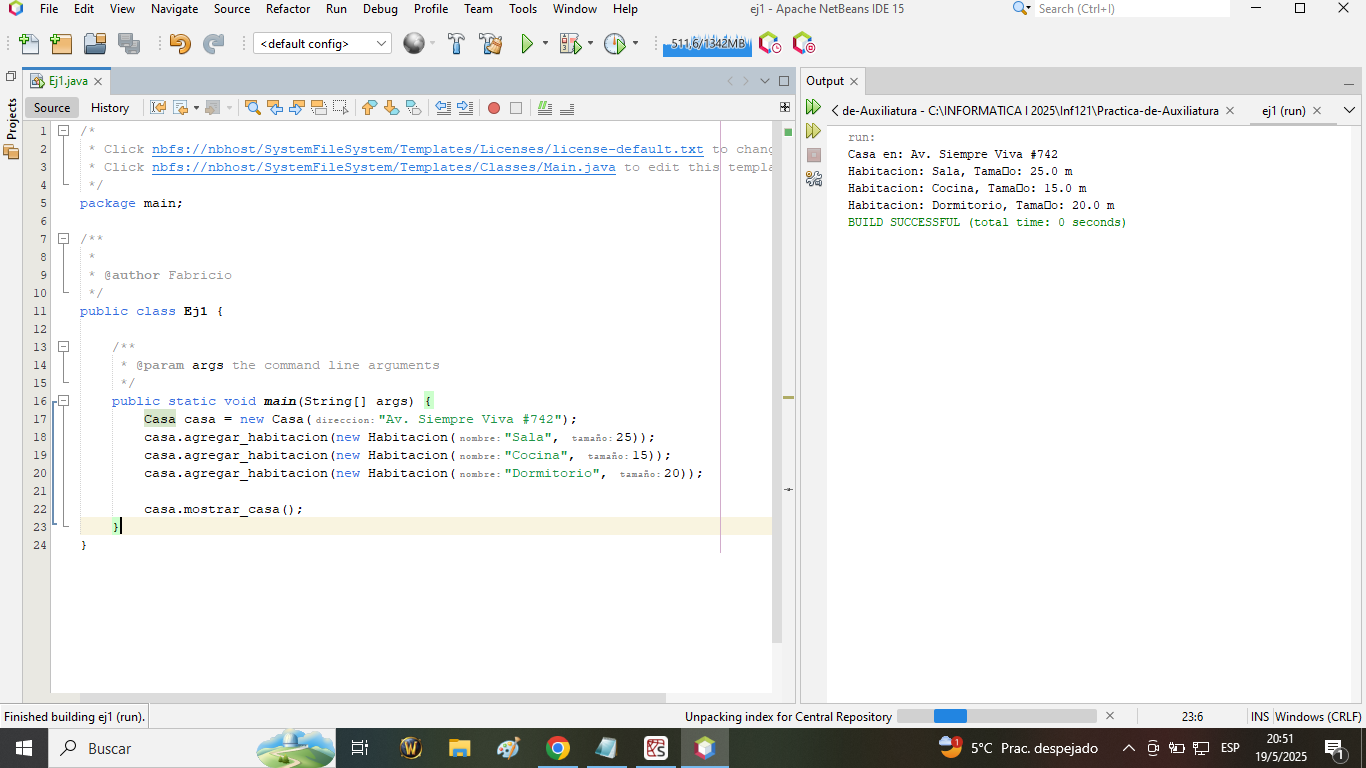 File Edit View Navigate Source Refactor Run Debug Profile Team Tools Window Help
ej1 - Apache NetBeans IDE 15
Search (Ctrl+I)
<default config>
511,6/1342MB
Projects
Ej1.java
Source History
1 /*
2 * Click nbfs://nbhost/SystemFileSystem/Templates/Licenses/license-default.txt to chang
3 * Click nbfs://nbhost/SystemFileSystem/Templates/Classes/Main.java to edit this templa
4 */
5 package main;
6
7 /**
8 *
9 * @author Fabricio
10 */
11 public class Ej1 {
12
13 /**
14 * @param args the command line arguments
15 */
16 public static void main(String[] args) {
17 Casa casa = new Casa(direccion: "Av. Siempre Viva #742");
18 casa.agregar_habitacion(new Habitacion(nombre: "Sala", tamaño: 25));
19 casa.agregar_habitacion(new Habitacion(nombre: "Cocina", tamaño: 15));
20 casa.agregar_habitacion(new Habitacion(nombre: "Dormitorio", tamaño: 20));
21
22 casa.mostrar_casa();
23 }
24 }
Output
de-Auxiliatura - C:\INFORMATICA I 2025\Inf121\Practica-de-Auxiliatura
ej1 (run)
run:
Casa en: Av. Siempre Viva #742
Habitacion: Sala, Tama□o: 25.0 m
Habitacion: Cocina, Tama□o: 15.0 m
Habitacion: Dormitorio, Tama□o: 20.0 m
BUILD SUCCESSFUL (total time: 0 seconds)
Finished building ej1 (run).
Unpacking index for Central Repository
23:6
INS
Windows (CRLF)
Buscar
5°C Prac. despejado
ESP
20:51
19/5/2025
1